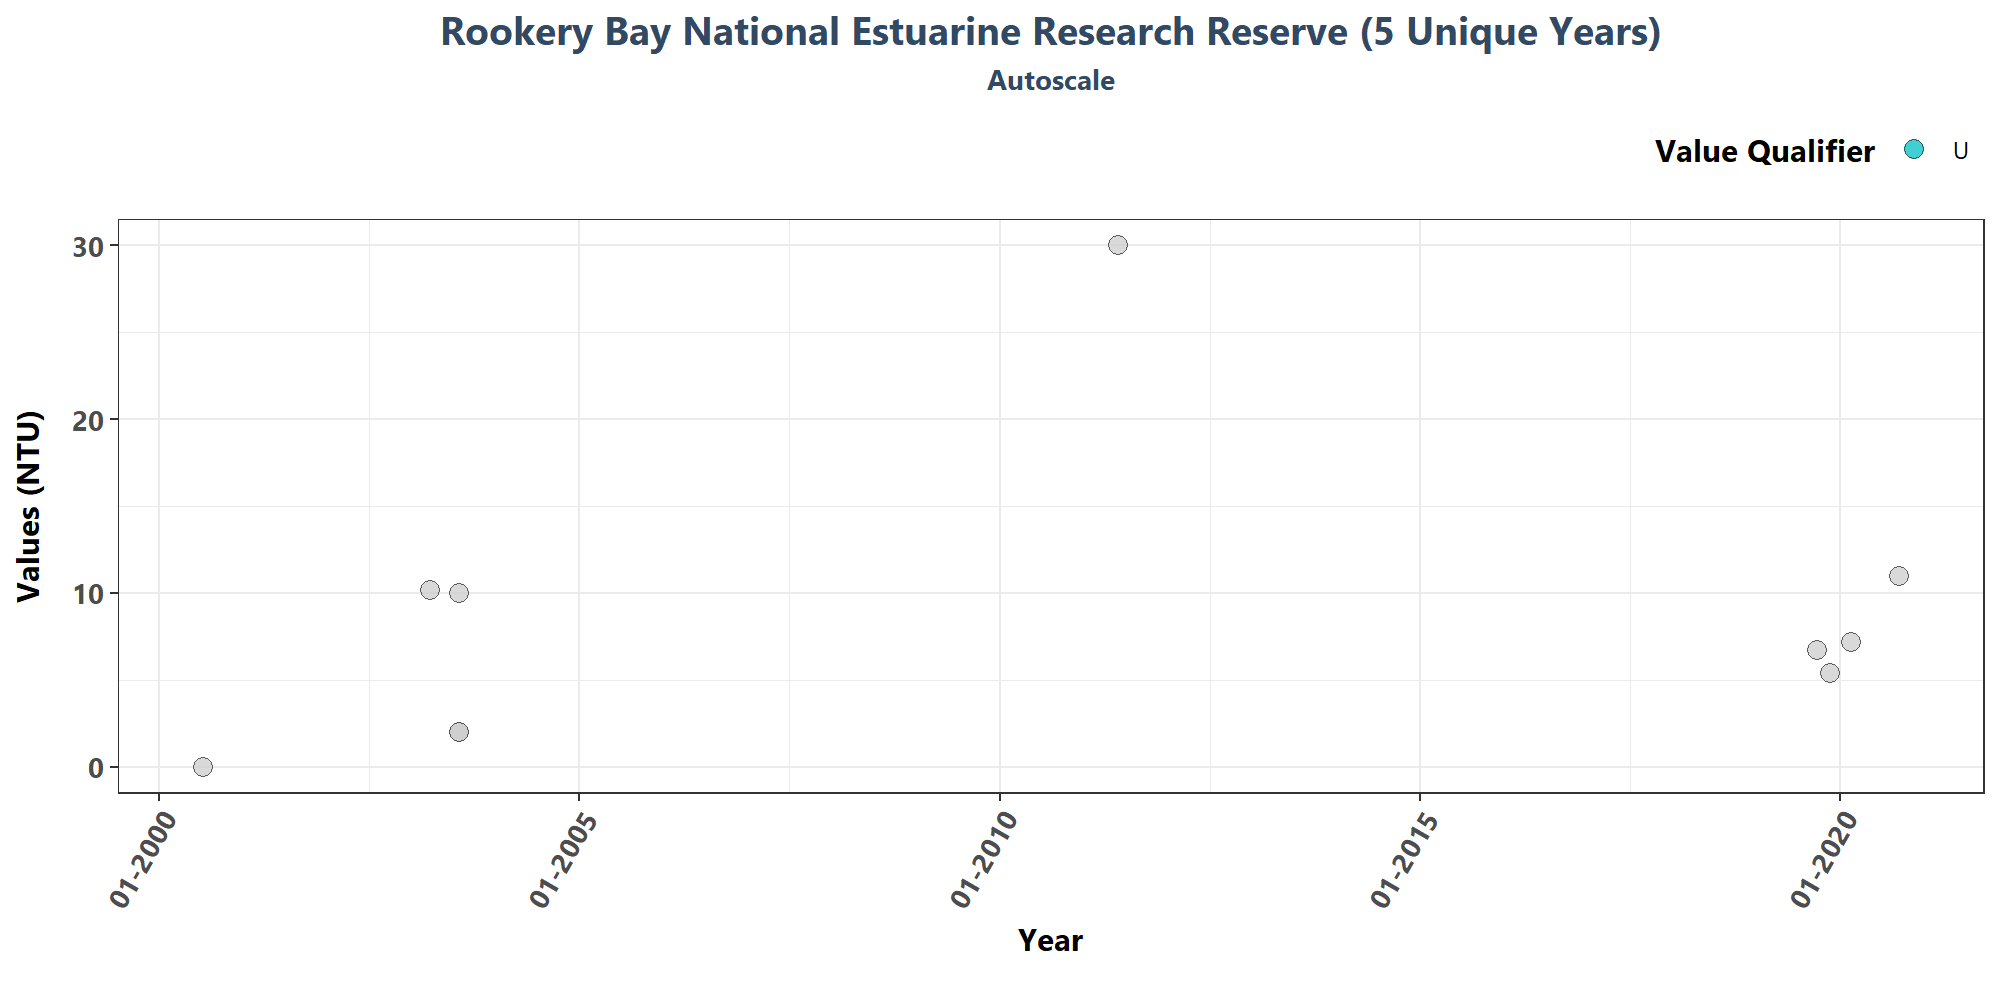 Rookery Bay National Estuarine Research Reserve (5 Unique Years)
Autoscale
Value Qualifier U
Values (NTU)
30
20
10
0
01-2000 01-2005 01-2010 01-2015 01-2020
Year